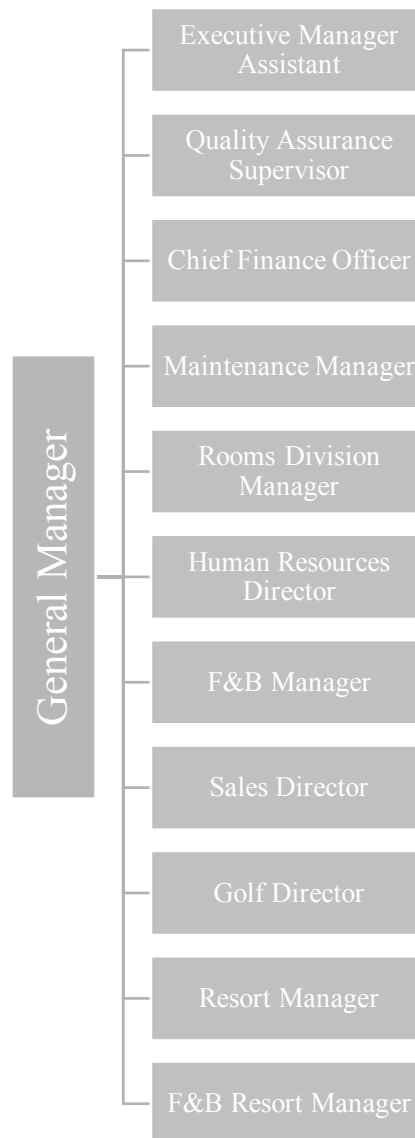 General Manager
Executive Manager
Assistant
Quality Assurance
Supervisor
Chief Finance Officer
Maintenance Manager
Rooms Division
Manager
Human Resources
Director
F&B Manager
Sales Director
Golf Director
Resort Manager
F&B Resort Manager